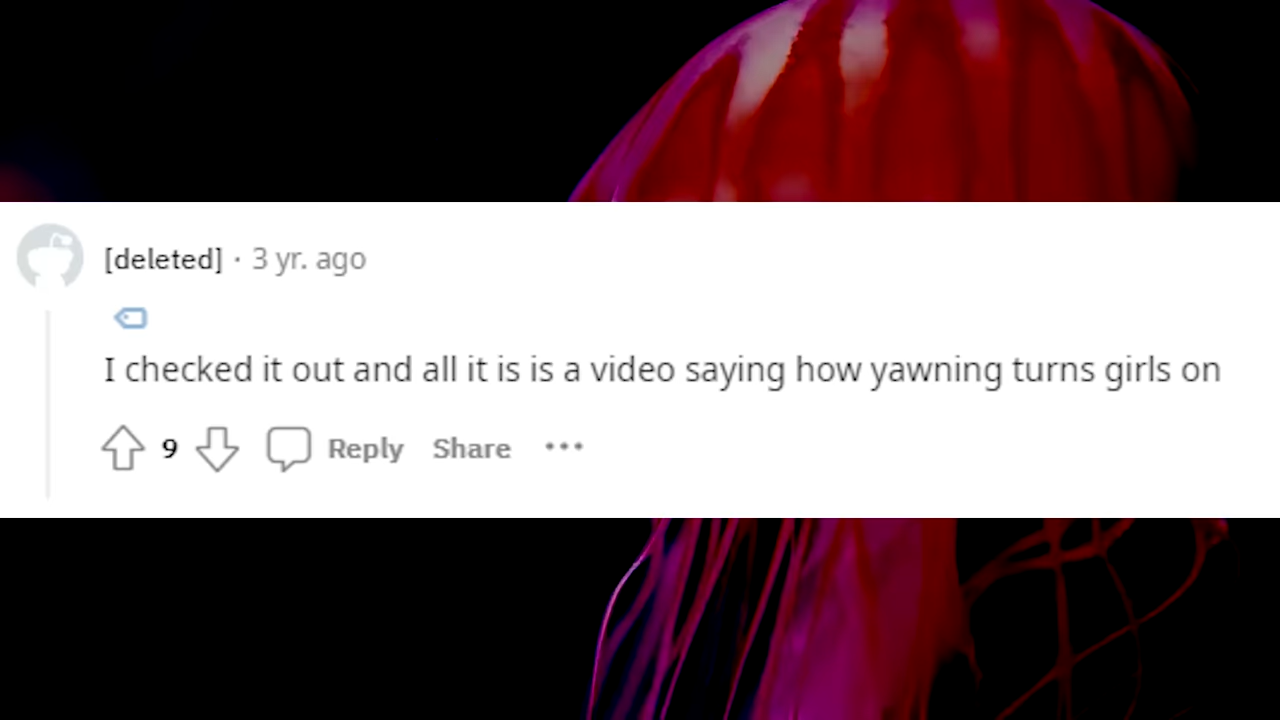 [deleted] · 3 yr. ago
I checked it out and all it is is a video saying how yawning turns girls on
9 Reply Share •••